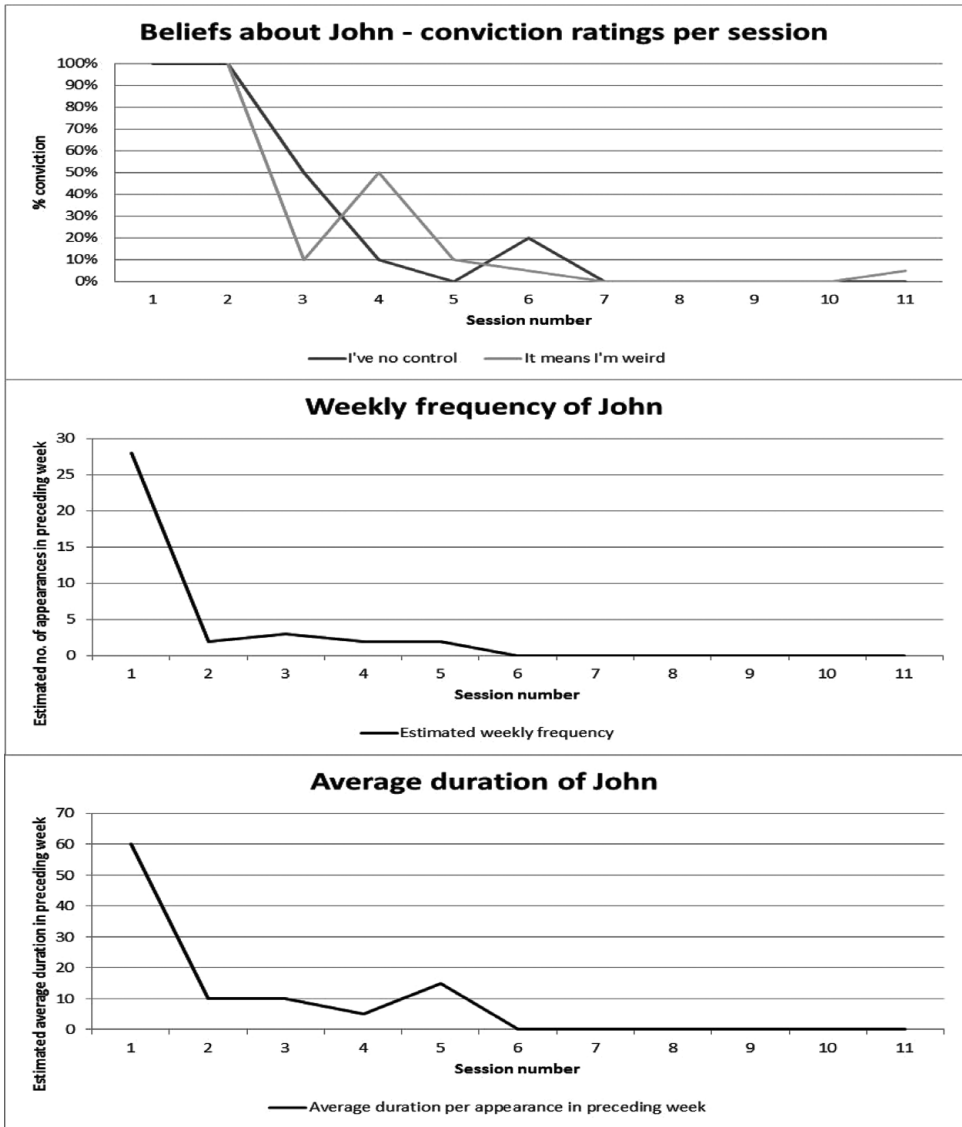 Beliefs about John - conviction ratings per session
100%
90%
80%
70%
60%
50%
40%
30%
20%
10%
0%
% conviction
1 2 3 4 5 6 7 8 9 10 11
Session number
I've no control It means I'm weird
Weekly frequency of John
30
25
20
15
10
5
0
Estimated no. of appearances in preceding week
1 2 3 4 5 6 7 8 9 10 11
Session number
Estimated weekly frequency
Average duration of John
70
60
50
40
30
20
10
0
Estimated average duration in preceding week
1 2 3 4 5 6 7 8 9 10 11
Session number
Average duration per appearance in preceding week